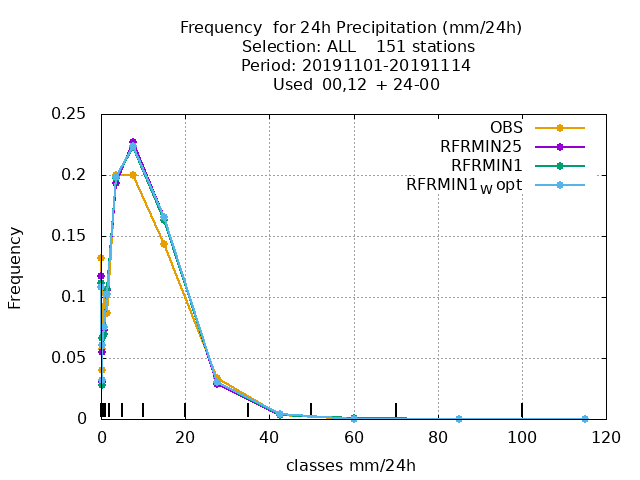 Frequency  for 24h Precipitation (mm/24h)
Selection: ALL    151 stations
Period: 20191101-20191114
Used  00,12  + 24-00
OBS
RFRMIN25
RFRMIN1
RFRMIN1W opt
0.25
0.2
0.15
0.1
0.05
0
Frequency
0 20 40 60 80 100 120
classes mm/24h